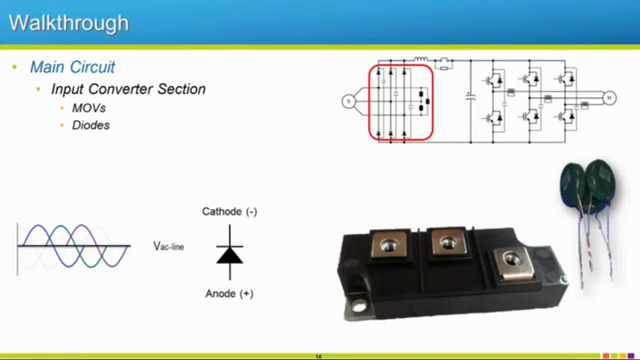 Walkthrough
Main Circuit
Input Converter Section
MOVs
Diodes
Cathode (-)
Vac-line
Anode (+)
14